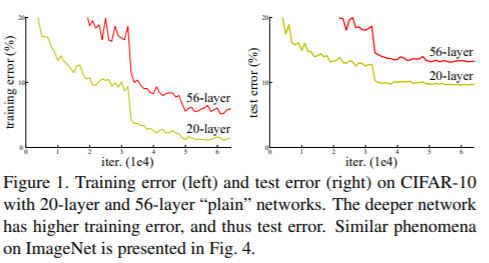 20
10
0
0
1
2
3
4
5
6
training error (%)
iter. (1e4)
56-layer
20-layer
20
10
0
0
1
2
3
4
5
6
test error (%)
iter. (1e4)
56-layer
20-layer
Figure 1. Training error (left) and test error (right) on CIFAR-10
with 20-layer and 56-layer “plain” networks. The deeper network
has higher training error, and thus test error. Similar phenomena
on ImageNet is presented in Fig. 4.